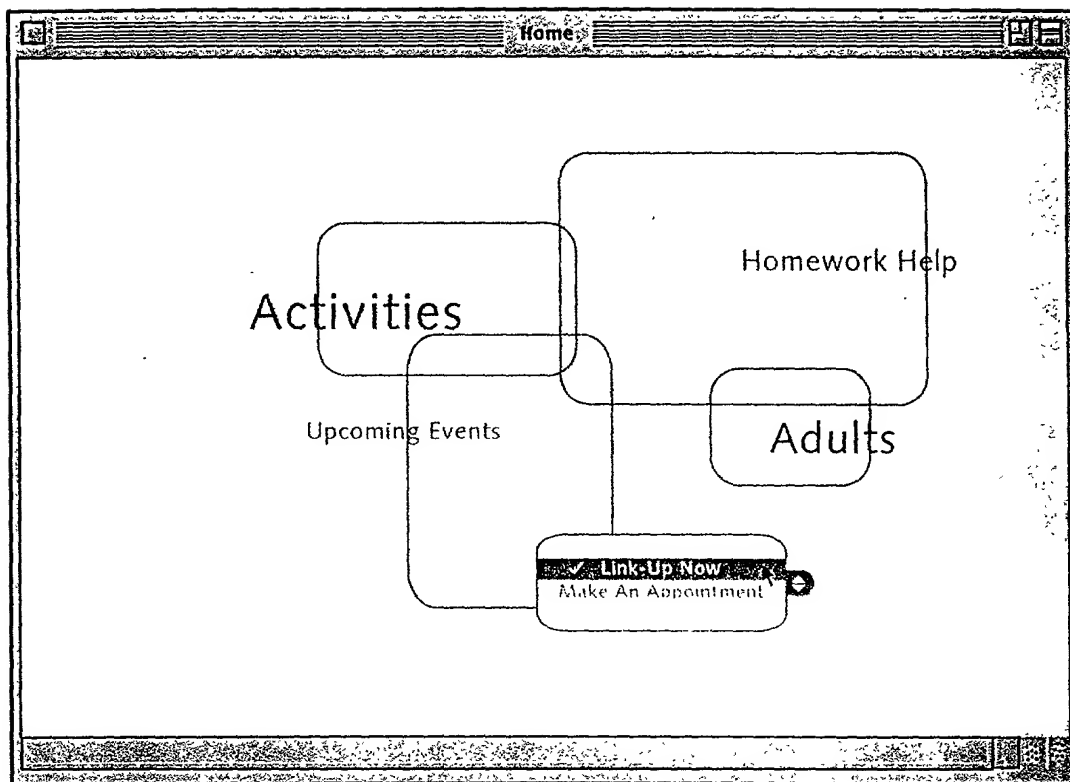 Home
Homework Help
Activities
Upcoming Events
Adults
✓ Link-Up Now
Make An Appointment